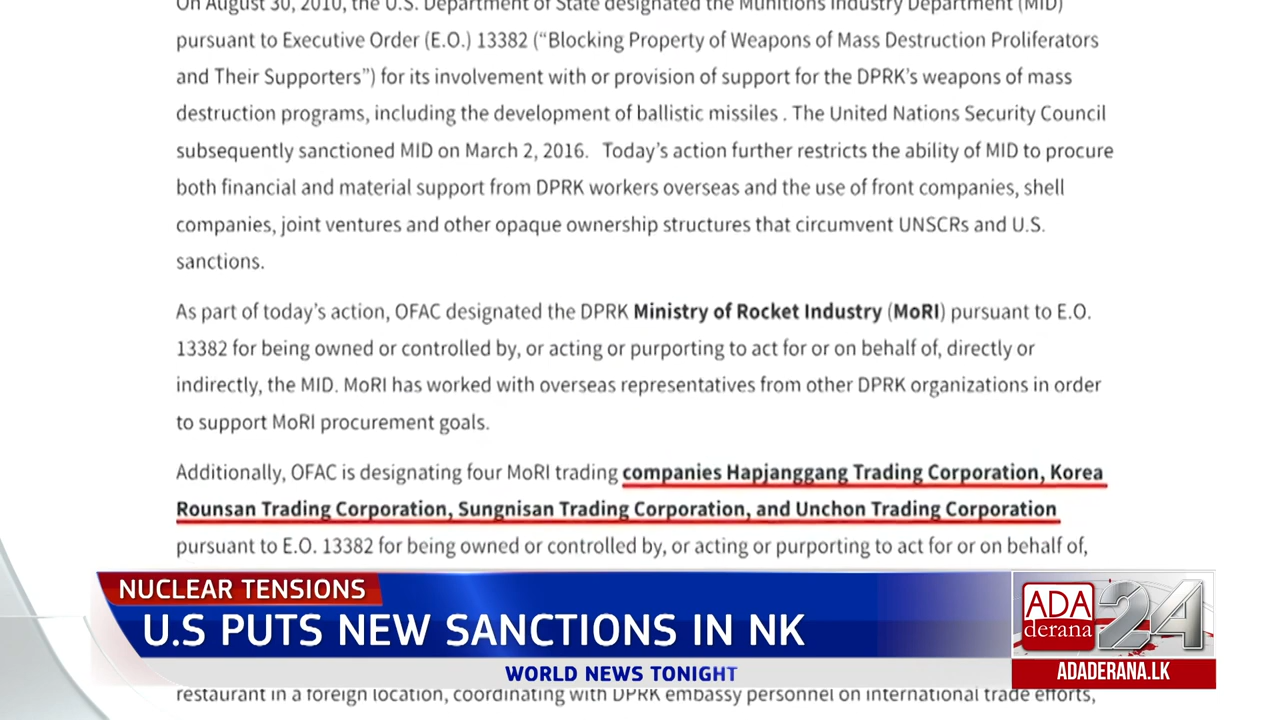 On August 30, 2010, the U.S. Department of State designated the Munitions Industry Department (MID)
pursuant to Executive Order (E.O.) 13382 (“Blocking Property of Weapons of Mass Destruction Proliferators
and Their Supporters”) for its involvement with or provision of support for the DPRK’s weapons of mass
destruction programs, including the development of ballistic missiles . The United Nations Security Council
subsequently sanctioned MID on March 2, 2016. Today’s action further restricts the ability of MID to procure
both financial and material support from DPRK workers overseas and the use of front companies, shell
companies, joint ventures and other opaque ownership structures that circumvent UNSCRs and U.S.
sanctions.
As part of today’s action, OFAC designated the DPRK Ministry of Rocket Industry (MoRI) pursuant to E.O.
13382 for being owned or controlled by, or acting or purporting to act for or on behalf of, directly or
indirectly, the MID. MoRI has worked with overseas representatives from other DPRK organizations in order
to support MoRI procurement goals.
Additionally, OFAC is designating four MoRI trading companies Hapjanggang Trading Corporation, Korea
Rounsan Trading Corporation, Sungnisan Trading Corporation, and Unchon Trading Corporation
pursuant to E.O. 13382 for being owned or controlled by, or acting or purporting to act for or on behalf of,
NUCLEAR TENSIONS
U.S PUTS NEW SANCTIONS IN NK
WORLD NEWS TONIGHT
ADA
derana
24
ADADERANA.LK
restaurant in a foreign location, coordinating with DPRK embassy personnel on international trade efforts,